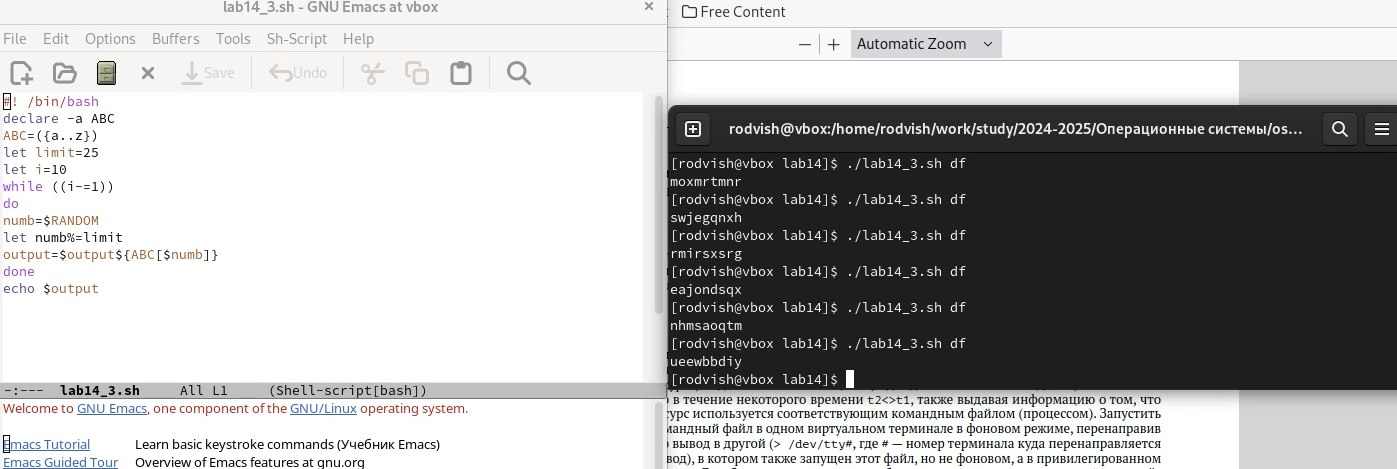 lab14_3.sh - GNU Emacs at vbox
File Edit Options Buffers Tools Sh-Script Help
Save Undo
#! /bin/bash
declare -a ABC
ABC=({a..z})
let limit=25
let i=10
while ((i-=1))
do
numb=$RANDOM
let numb%=limit
output=$output${ABC[$numb]}
done
echo $output
-:--- lab14_3.sh All L1 (Shell-script[bash])
Welcome to GNU Emacs, one component of the GNU/Linux operating system.
Emacs Tutorial Learn basic keystroke commands (Учебник Emacs)
Emacs Guided Tour Overview of Emacs features at gnu.org
Free Content
Automatic Zoom
rodvish@vbox:/home/rodvish/work/study/2024-2025/Операционные системы/os...
[rodvish@vbox lab14]$ ./lab14_3.sh df
moxmrtmnr
[rodvish@vbox lab14]$ ./lab14_3.sh df
swjegqnxh
[rodvish@vbox lab14]$ ./lab14_3.sh df
rmirsxsrg
[rodvish@vbox lab14]$ ./lab14_3.sh df
eajondsqx
[rodvish@vbox lab14]$ ./lab14_3.sh df
nhmsaoqtm
[rodvish@vbox lab14]$ ./lab14_3.sh df
ueewbbdiy
[rodvish@vbox lab14]$
в течение некоторого времени t2<>t1, также выдавая информацию о том, что
урс используется соответствующим командным файлом (процессом). Запустить
мандный файл в одном виртуальном терминале в фоновом режиме, перенаправив
вывод в другой (> /dev/tty#, где # — номер терминала куда перенаправляется
вод), в котором также запущен этот файл, но не фоновом, а в привилегированном